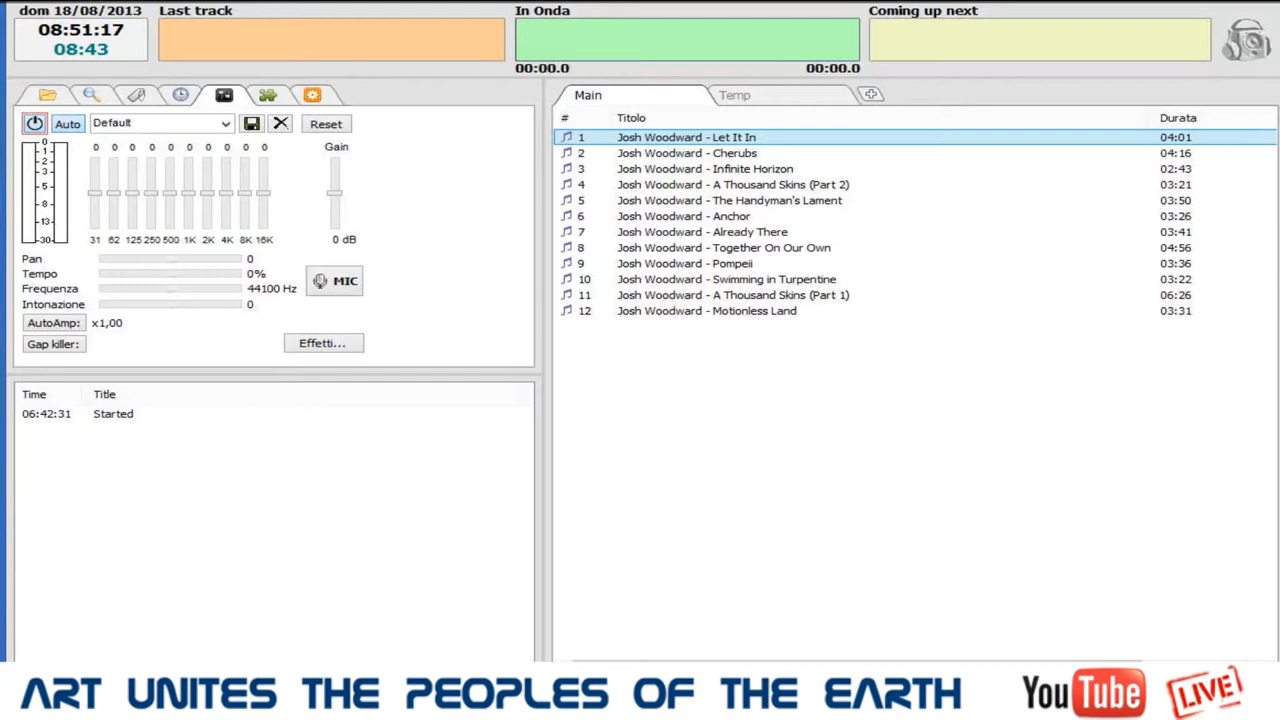 dom 18/08/2013
08:51:17
08:43
Last track
In Onda
00:00.0 00:00.0
Coming up next
Auto Default Reset
0 0 0 0 0 0 0 0 0 0 0 Gain
1
2
3
5
8
13
30
31 62 125 250 500 1K 2K 4K 8K 16K 0 dB
Pan 0
Tempo 0%
Frequenza 44100 Hz
Intonazione 0
MIC
AutoAmp: x1,00
Gap killer: Effetti...
Time Title
06:42:31 Started
Main Temp
# Titolo Durata
1 Josh Woodward - Let It In 04:01
2 Josh Woodward - Cherubs 04:16
3 Josh Woodward - Infinite Horizon 02:43
4 Josh Woodward - A Thousand Skins (Part 2) 03:21
5 Josh Woodward - The Handyman's Lament 03:50
6 Josh Woodward - Anchor 03:26
7 Josh Woodward - Already There 03:41
8 Josh Woodward - Together On Our Own 04:56
9 Josh Woodward - Pompeii 03:36
10 Josh Woodward - Swimming in Turpentine 03:22
11 Josh Woodward - A Thousand Skins (Part 1) 06:26
12 Josh Woodward - Motionless Land 03:31
ART UNITES THE PEOPLES OF THE EARTH YouTube LIVE